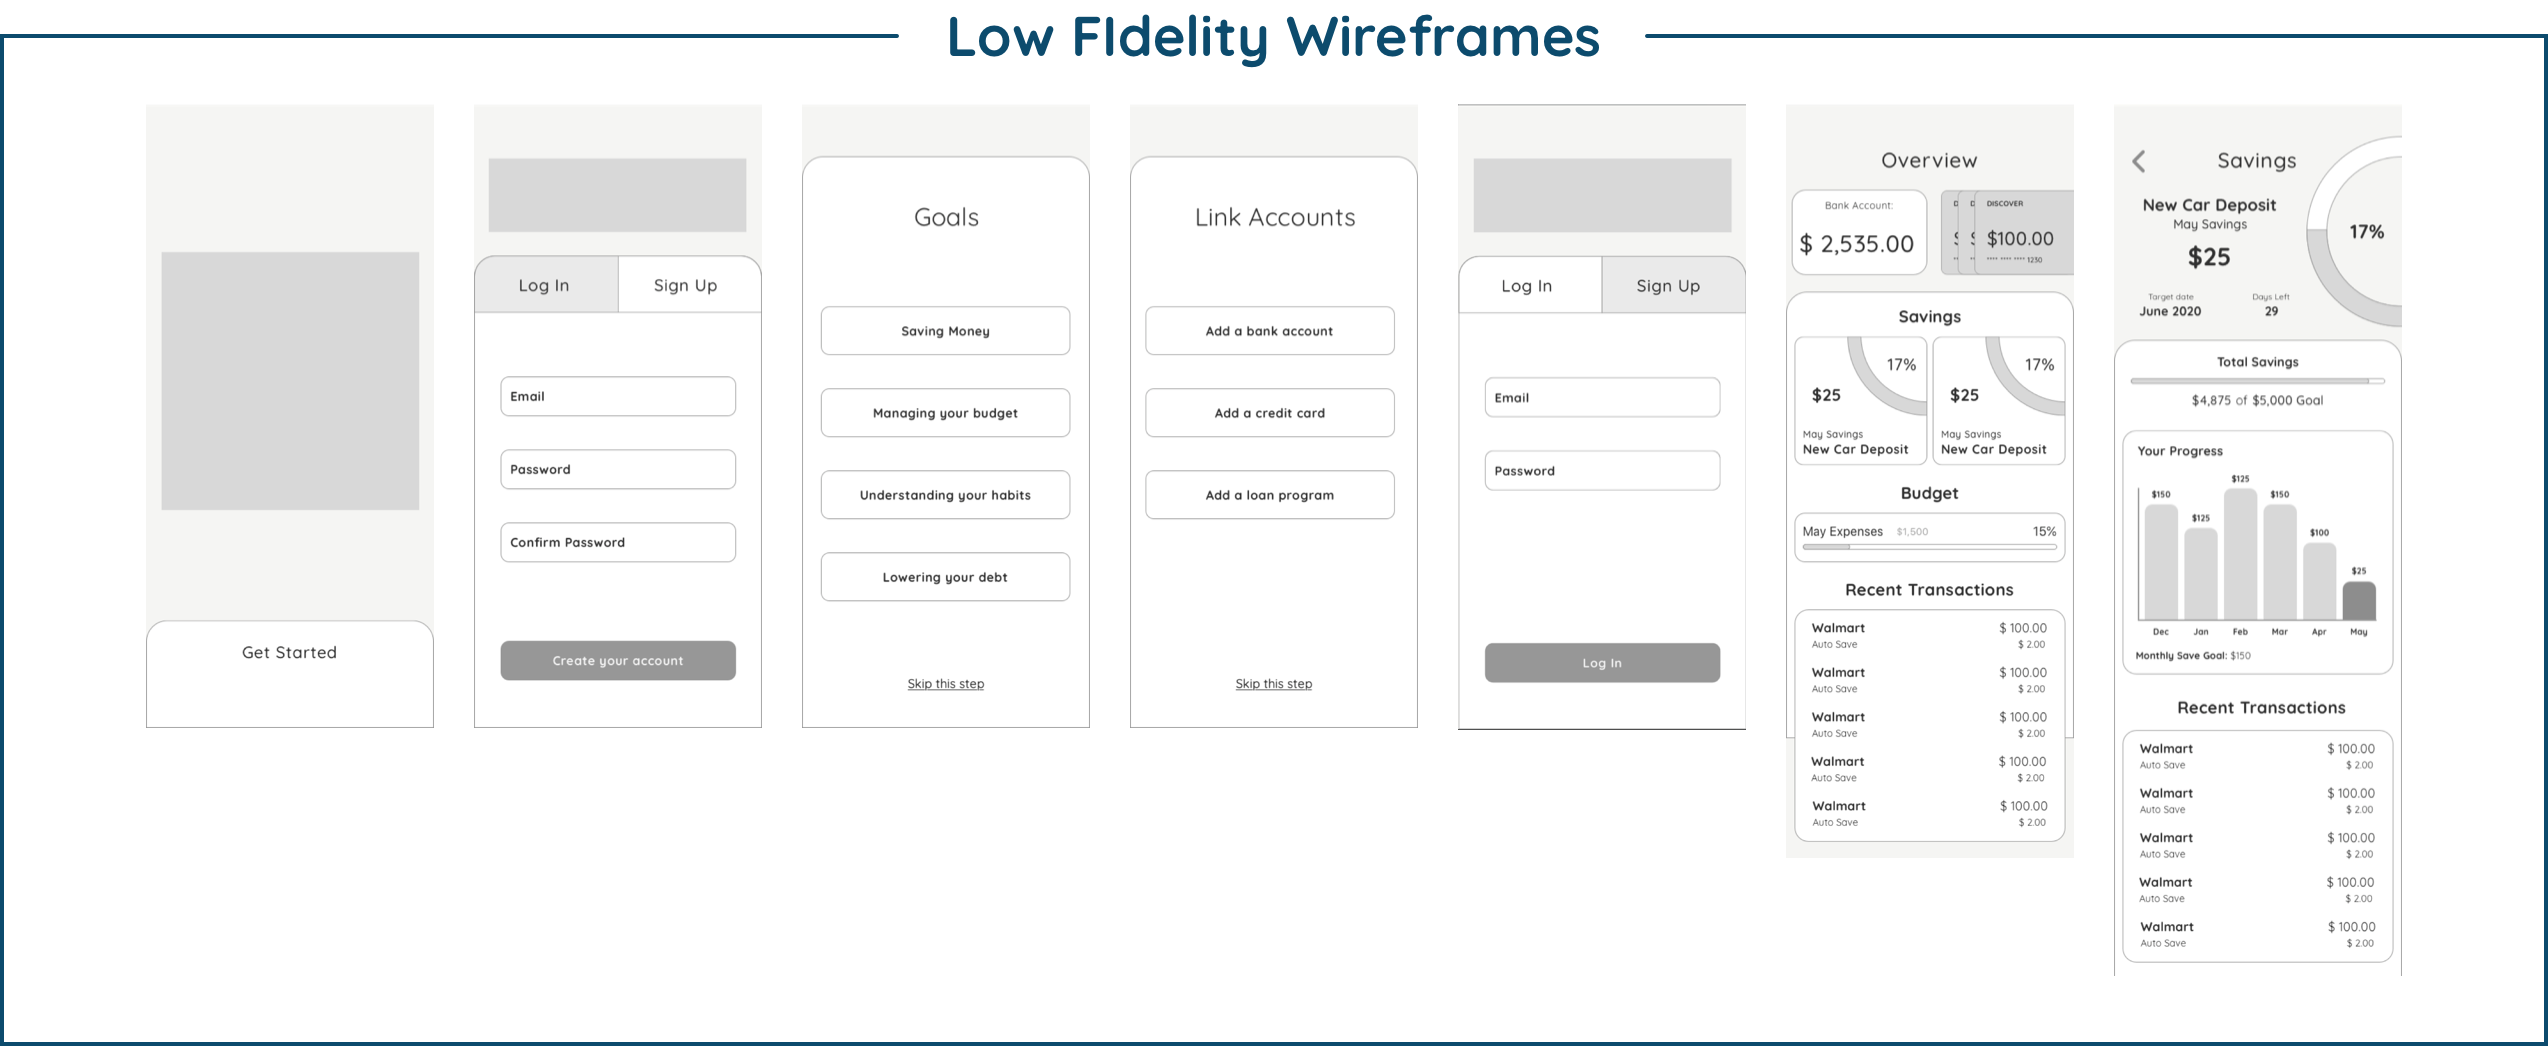 Low FIdelity Wireframes
Get Started
Log In
Sign Up
Email
Password
Confirm Password
Create your account
Goals
Saving Money
Managing your budget
Understanding your habits
Lowering your debt
Skip this step
Link Accounts
Add a bank account
Add a credit card
Add a loan program
Skip this step
Log In
Sign Up
Email
Password
Log In
Overview
Bank Account:
$ 2,535.00
D D DISCOVER
$ $ $100.00
•• •• •••• •••• •••• 1230
Savings
17%
$25
May Savings
New Car Deposit
17%
$25
May Savings
New Car Deposit
Budget
May Expenses $1,500 15%
Recent Transactions
Walmart $ 100.00
Auto Save $ 2.00
Walmart $ 100.00
Auto Save $ 2.00
Walmart $ 100.00
Auto Save $ 2.00
Walmart $ 100.00
Auto Save $ 2.00
Walmart $ 100.00
Auto Save $ 2.00
Savings
New Car Deposit
May Savings
$25
17%
Target date Days Left
June 2020 29
Total Savings
$4,875 of $5,000 Goal
Your Progress
$150 $125 $125 $150 $100 $25
Dec Jan Feb Mar Apr May
Monthly Save Goal: $150
Recent Transactions
Walmart $ 100.00
Auto Save $ 2.00
Walmart $ 100.00
Auto Save $ 2.00
Walmart $ 100.00
Auto Save $ 2.00
Walmart $ 100.00
Auto Save $ 2.00
Walmart $ 100.00
Auto Save $ 2.00